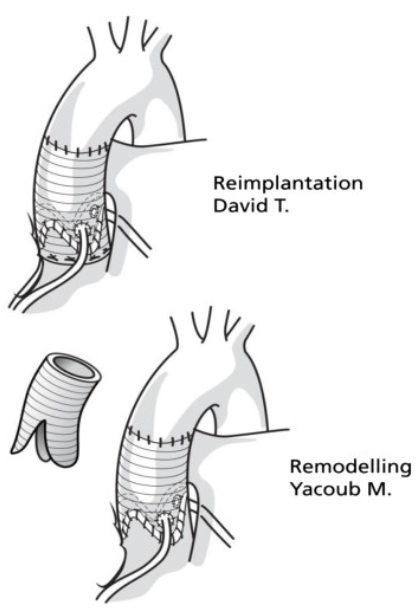 Reimplantation
David T.
Remodelling
Yacoub M.